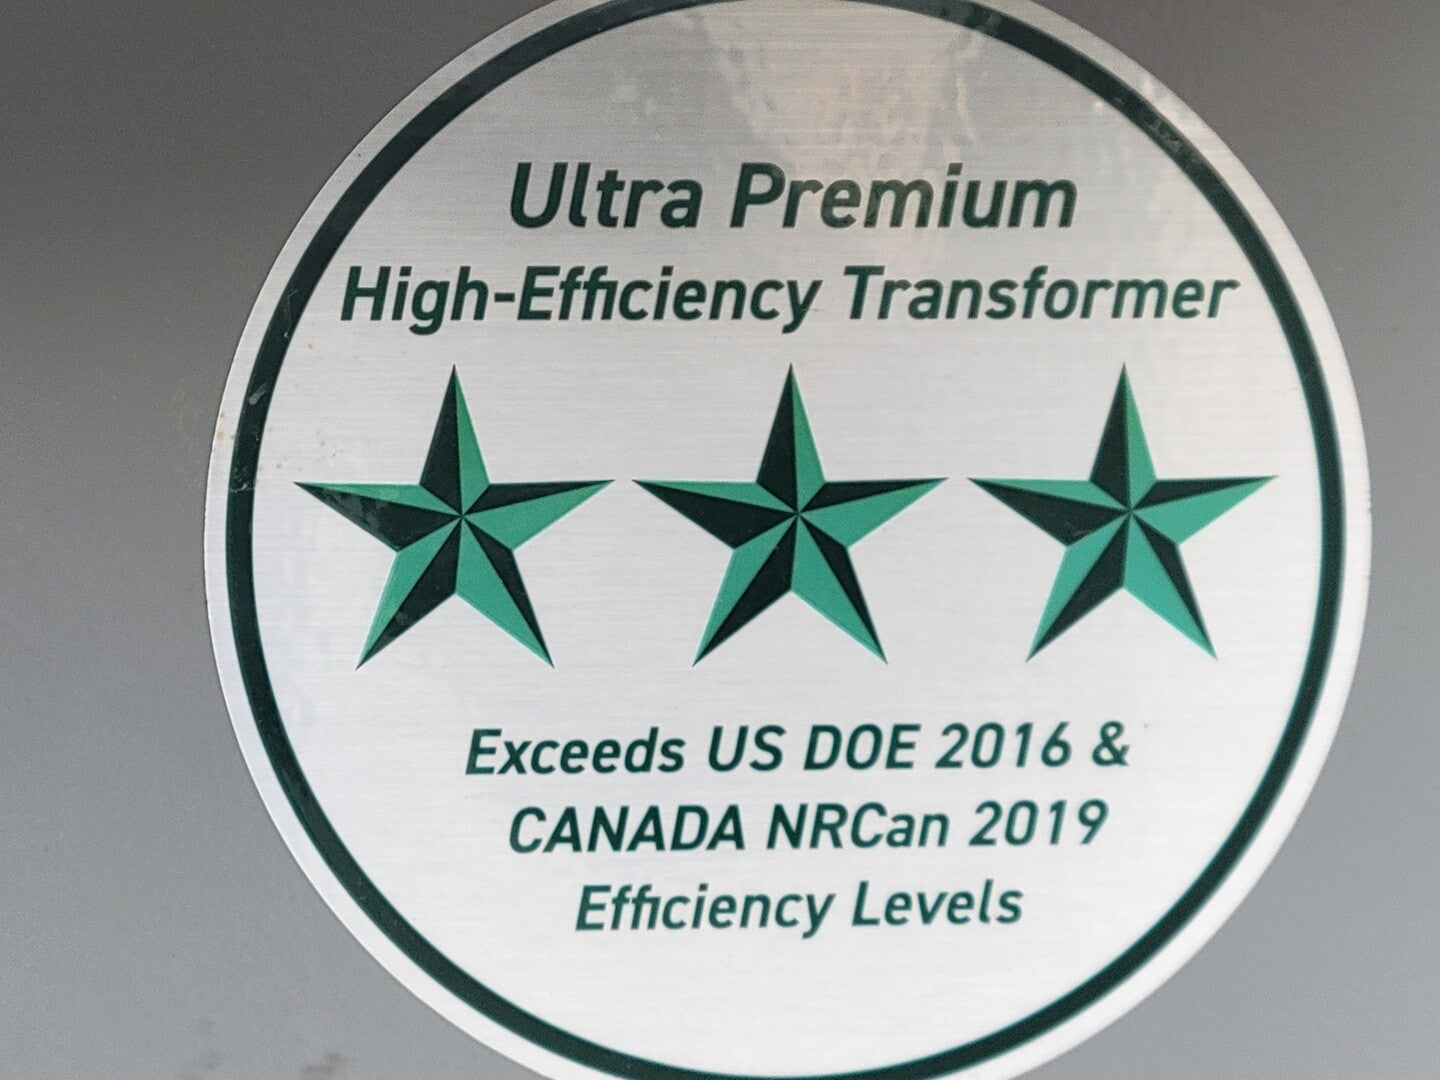 Ultra Premium
High-Efficiency Transformer
Exceeds US DOE 2016 &
CANADA NRCan 2019
Efficiency Levels